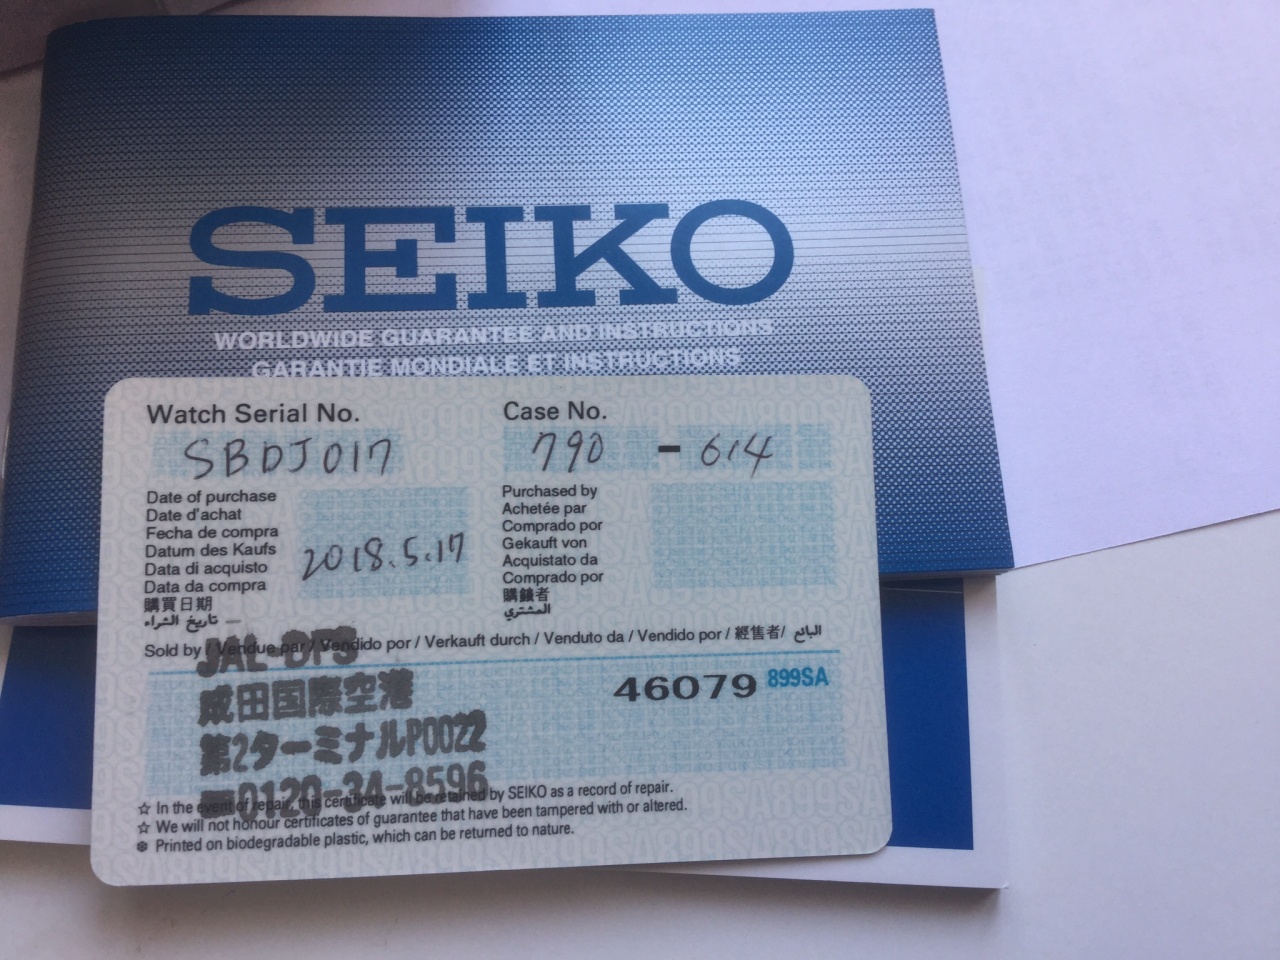 SEIKO
WORLDWIDE GUARANTEE AND INSTRUCTIONS
GARANTIE MONDIALE ET INSTRUCTIONS
Watch Serial No.
SBDJ017
Case No.
790 - 614
Date of purchase
Date d'achat
Fecha de compra
Datum des Kaufs
Data di acquisto
Data da compra
購買日期
تاريخ الشراء
2018.5.17
Purchased by
Achetée par
Comprado por
Gekauft von
Acquistato da
Comprado por
購錶者
المشتري
Sold by / Vendue par / Vendido por / Verkauft durch / Venduto da / Vendido por / 經售者/ البائع
JAL-DFS
成田国際空港
第2ターミナルP0022
☎0120-34-8596
46079 899SA
☆ In the event of repair, this certificate will be retained by SEIKO as a record of repair.
☆ We will not honour certificates of guarantee that have been tampered with or altered.
❆ Printed on biodegradable plastic, which can be returned to nature.